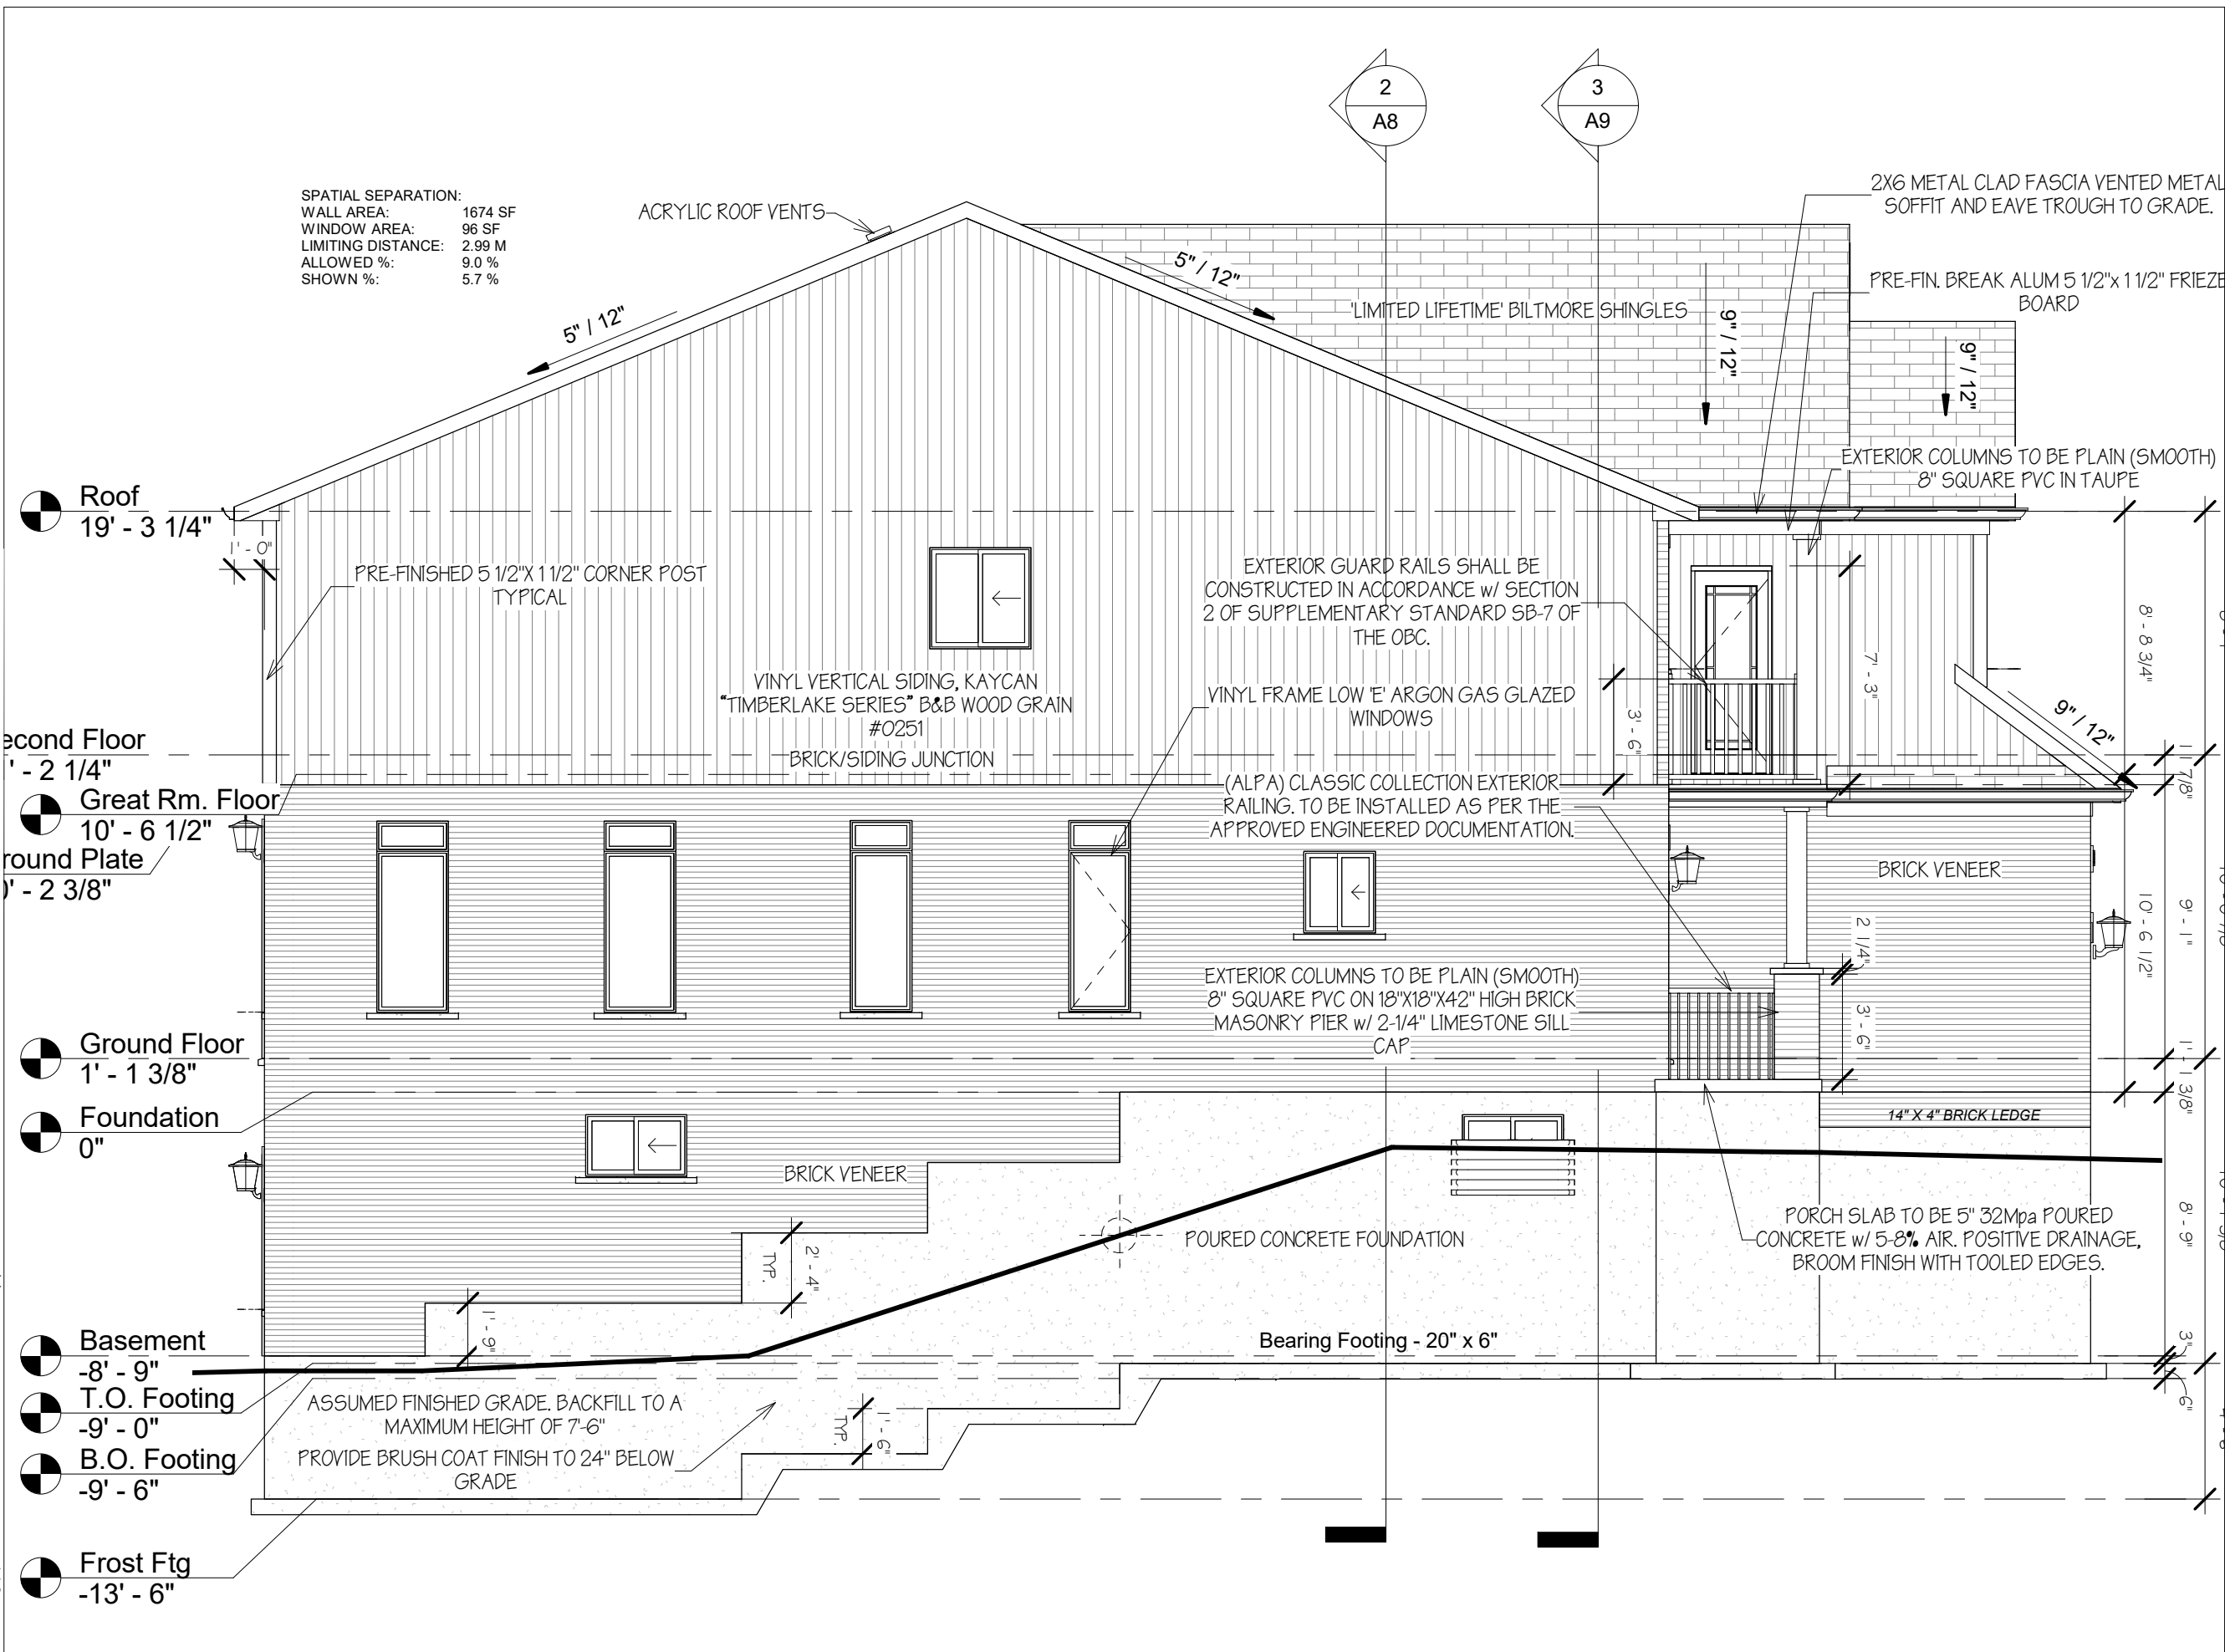 2
A8
3
A9
SPATIAL SEPARATION:
WALL AREA: 1674 SF
WINDOW AREA: 96 SF
LIMITING DISTANCE: 2.99 M
ALLOWED %: 9.0 %
SHOWN %: 5.7 %
ACRYLIC ROOF VENTS
2X6 METAL CLAD FASCIA VENTED METAL
SOFFIT AND EAVE TROUGH TO GRADE.
5" / 12"
5" / 12"
'LIMITED LIFETIME' BILTMORE SHINGLES
9" / 12"
9" / 12"
PRE-FIN. BREAK ALUM 5 1/2"x 1 1/2" FRIEZE
BOARD
EXTERIOR COLUMNS TO BE PLAIN (SMOOTH)
8" SQUARE PVC IN TAUPE
Roof
19' - 3 1/4"
1' - 0"
PRE-FINISHED 5 1/2"X 1 1/2" CORNER POST
TYPICAL
EXTERIOR GUARD RAILS SHALL BE
CONSTRUCTED IN ACCORDANCE w/ SECTION
2 OF SUPPLEMENTARY STANDARD SB-7 OF
THE OBC.
8' - 8 3/4"
7' - 3"
VINYL VERTICAL SIDING, KAYCAN
"TIMBERLAKE SERIES" B&B WOOD GRAIN
#0251
VINYL FRAME LOW 'E' ARGON GAS GLAZED
WINDOWS
3' - 6"
9" / 12"
econd Floor
' - 2 1/4"
BRICK/SIDING JUNCTION
Great Rm. Floor
10' - 6 1/2"
(ALPA) CLASSIC COLLECTION EXTERIOR
RAILING. TO BE INSTALLED AS PER THE
APPROVED ENGINEERED DOCUMENTATION.
7/8"
round Plate
' - 2 3/8"
BRICK VENEER
10' - 6 1/2"
9' - 1"
2 1/4"
EXTERIOR COLUMNS TO BE PLAIN (SMOOTH)
8" SQUARE PVC ON 18"X18"X42" HIGH BRICK
MASONRY PIER w/ 2-1/4" LIMESTONE SILL
CAP
3' - 6"
Ground Floor
1' - 1 3/8"
1' - 1 3/8"
Foundation
0"
14" X 4" BRICK LEDGE
BRICK VENEER
POURED CONCRETE FOUNDATION
PORCH SLAB TO BE 5" 32Mpa POURED
CONCRETE w/ 5-8% AIR. POSITIVE DRAINAGE,
BROOM FINISH WITH TOOLED EDGES.
8' - 9"
2' - 4"
TYP.
1' - 9"
Basement
-8' - 9"
Bearing Footing - 20" x 6"
3"
T.O. Footing
-9' - 0"
6"
ASSUMED FINISHED GRADE. BACKFILL TO A
MAXIMUM HEIGHT OF 7'-6"
1' - 6"
TYP.
B.O. Footing
-9' - 6"
PROVIDE BRUSH COAT FINISH TO 24" BELOW
GRADE
Frost Ftg
-13' - 6"